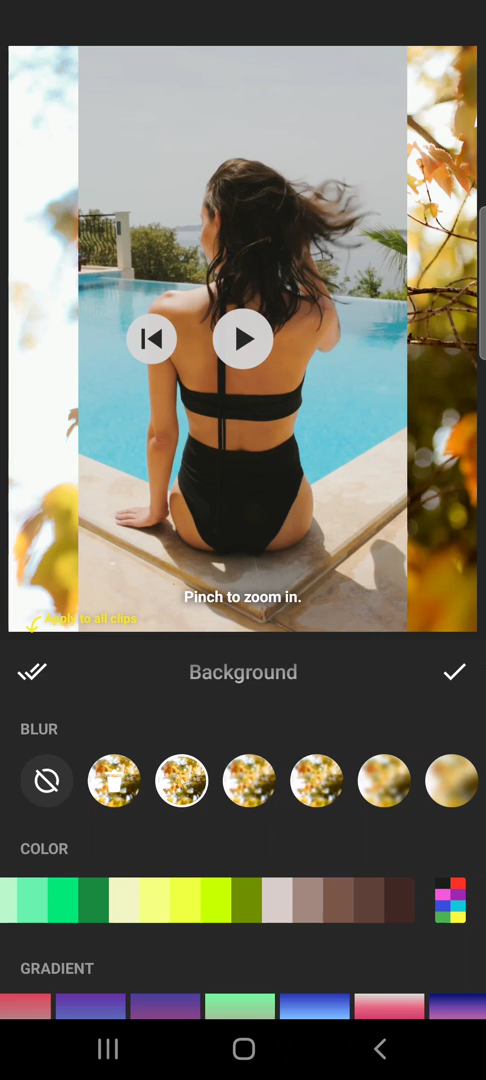 Pinch to zoom in.
Apply to all clips
Background
BLUR
COLOR
GRADIENT